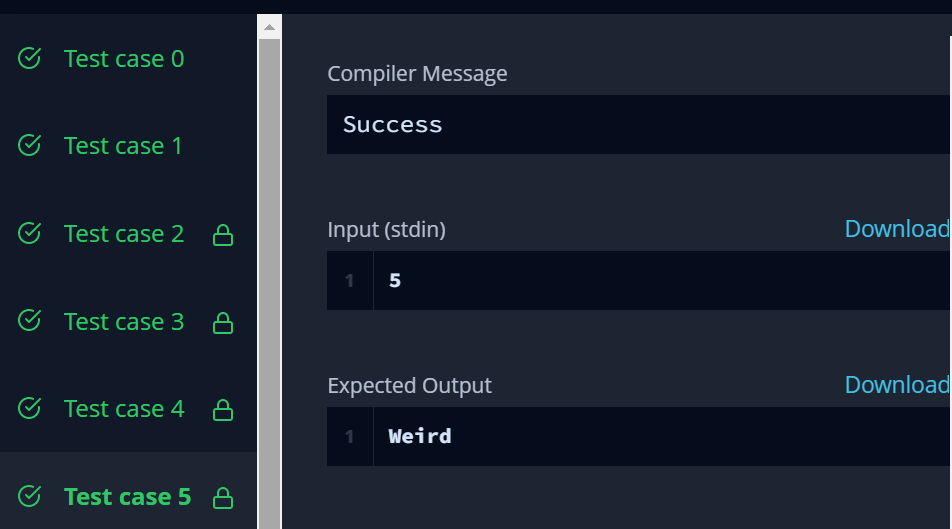 Test case 0
Test case 1
Test case 2
Test case 3
Test case 4
Test case 5
Compiler Message
Success
Input (stdin)
Download
1 5
Expected Output
Download
1 Weird